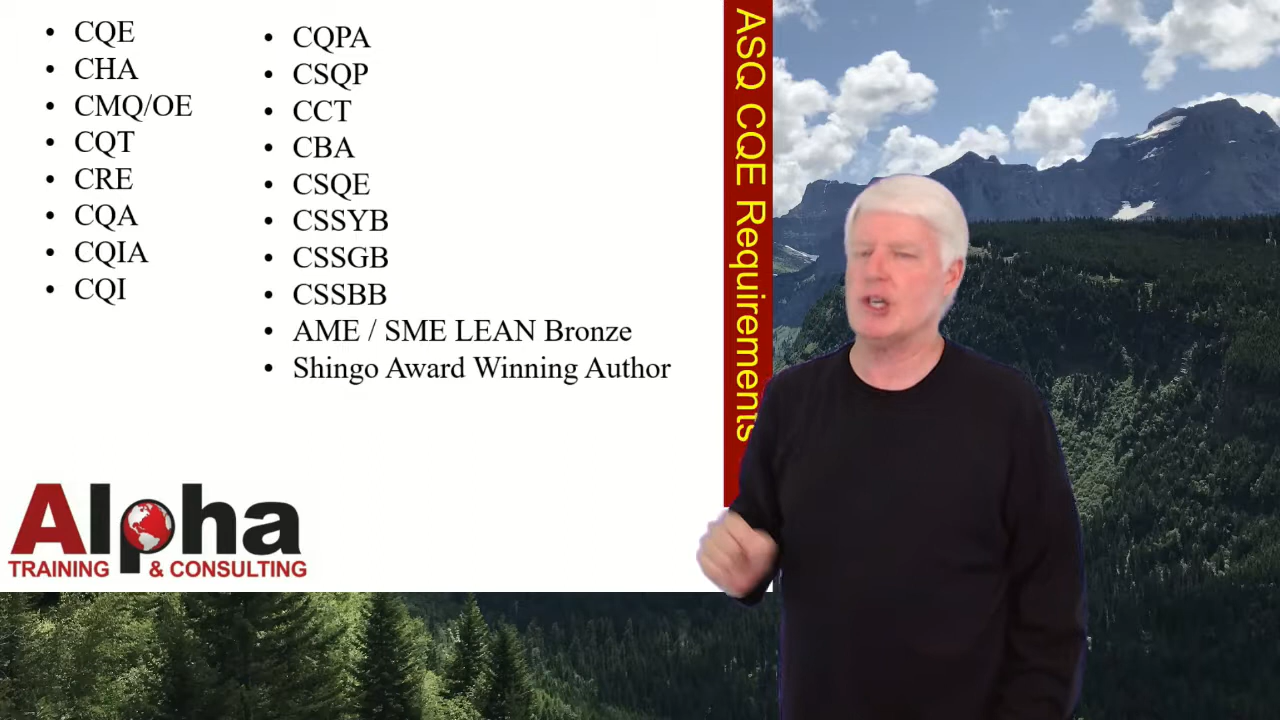 CQE
CHA
CMQ/OE
CQT
CRE
CQA
CQIA
CQI
CQPA
CSQP
CCT
CBA
CSQE
CSSYB
CSSGB
CSSBB
AME / SME LEAN Bronze
Shingo Award Winning Author
ASQ CQE Requirements
Alpha
TRAINING & CONSULTING